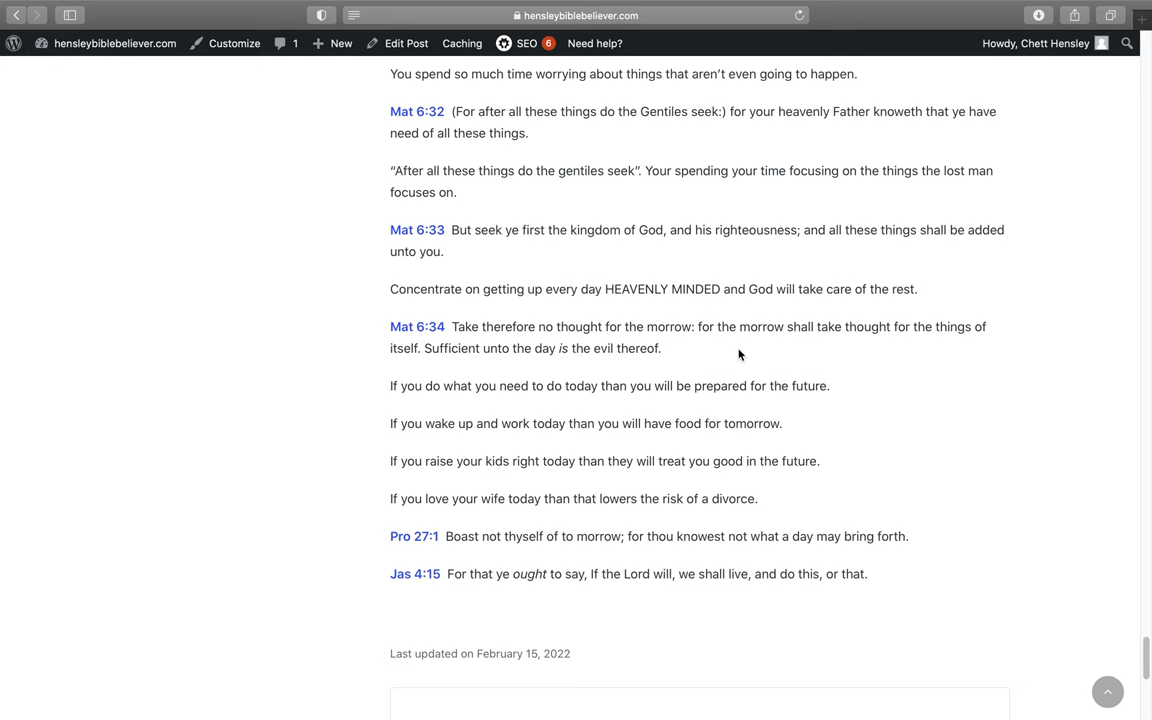 hensleybiblebeliever.com
hensleybiblebeliever.com Customize 1 New Edit Post Caching SEO 6 Need help? Howdy, Chett Hensley
You spend so much time worrying about things that aren’t even going to happen.
Mat 6:32 (For after all these things do the Gentiles seek:) for your heavenly Father knoweth that ye have
need of all these things.
“After all these things do the gentiles seek”. Your spending your time focusing on the things the lost man
focuses on.
Mat 6:33 But seek ye first the kingdom of God, and his righteousness; and all these things shall be added
unto you.
Concentrate on getting up every day HEAVENLY MINDED and God will take care of the rest.
Mat 6:34 Take therefore no thought for the morrow: for the morrow shall take thought for the things of
itself. Sufficient unto the day is the evil thereof.
If you do what you need to do today than you will be prepared for the future.
If you wake up and work today than you will have food for tomorrow.
If you raise your kids right today than they will treat you good in the future.
If you love your wife today than that lowers the risk of a divorce.
Pro 27:1 Boast not thyself of to morrow; for thou knowest not what a day may bring forth.
Jas 4:15 For that ye ought to say, If the Lord will, we shall live, and do this, or that.
Last updated on February 15, 2022